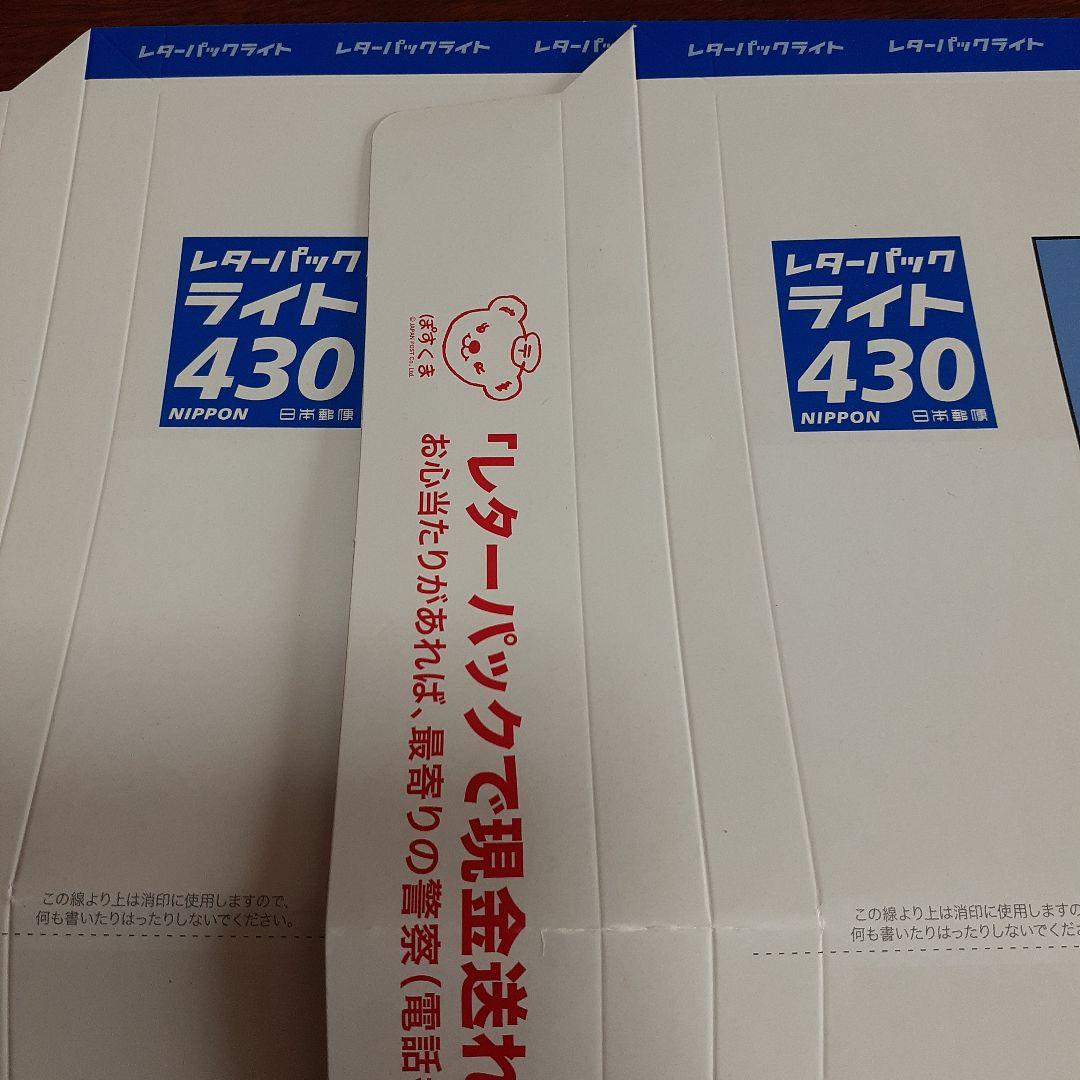 レターパックライト レターパックライト レターパッ
レターパックライト レターパックライト
レターパック
ライト
430
NIPPON 日本郵便
この線より上は消印に使用しますので、
何も書いたりはったりしないでください。
ぽすくま
© JAPAN POST Co., Ltd.
〒
「レターパックで現金送れ
お心当たりがあれば、最寄りの警察(電話
レターパック
ライト
430
NIPPON 日本郵便
この線より上は消印に使用しますの
何も書いたりはったりしないでくださ